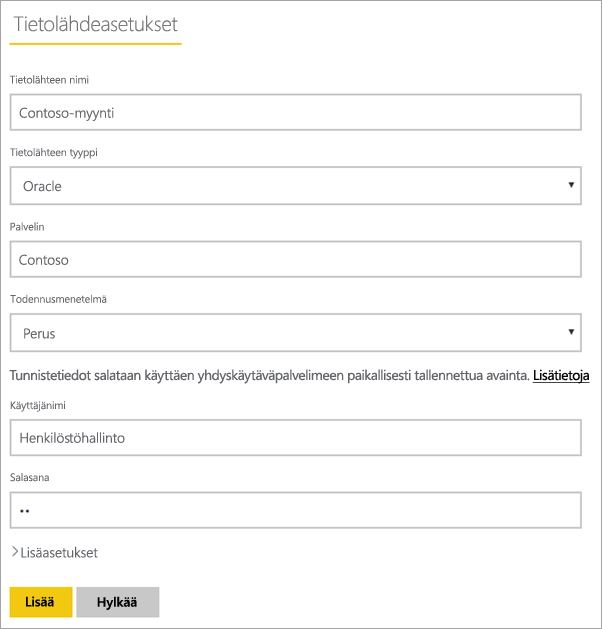 Tietolähdeasetukset
Tietolähteen nimi
Contoso-myynti
Tietolähteen tyyppi
Oracle
Palvelin
Contoso
Todennusmenetelmä
Perus
Tunnistetiedot salataan käyttäen yhdyskäytäväpalvelimeen paikallisesti tallennettua avainta. Lisätietoja
Käyttäjänimi
Henkilöstöhallinto
Salasana
••
>Lisäasetukset
Lisää Hylkää